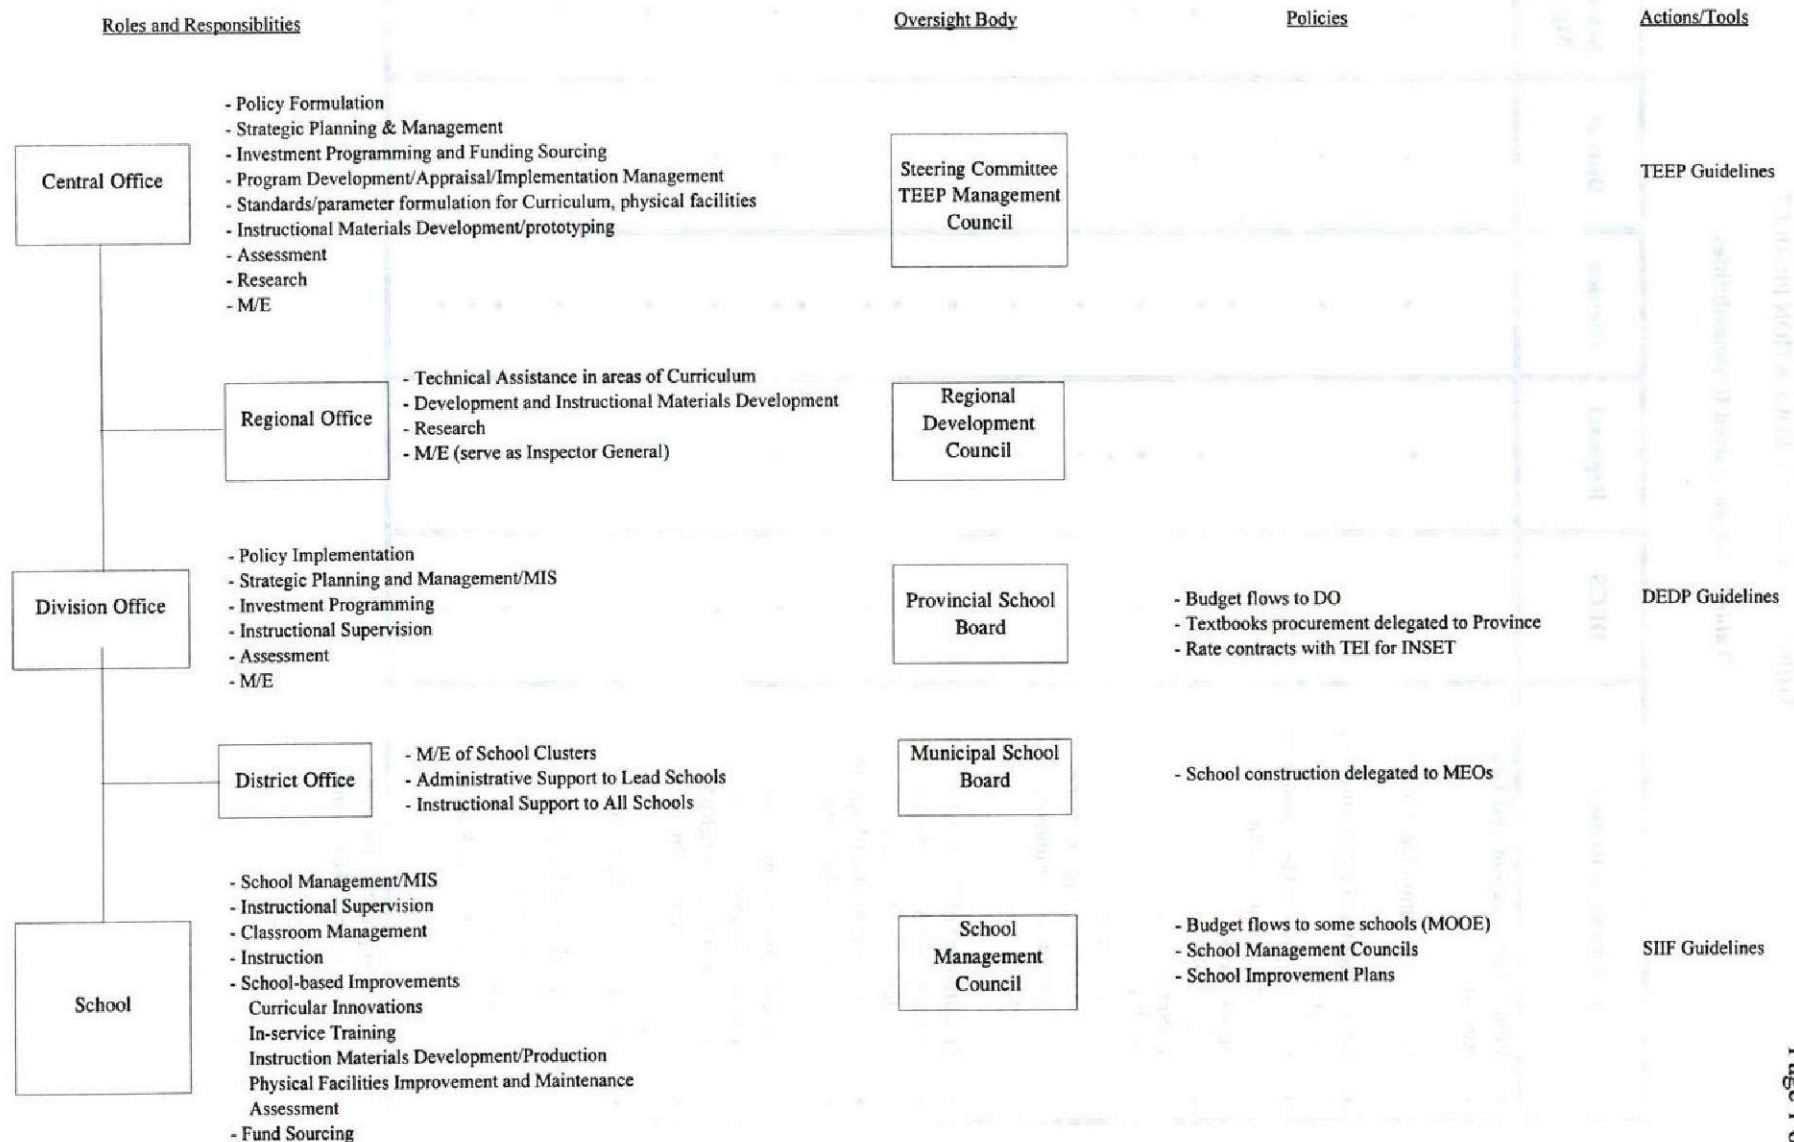 Roles and Responsiblities
Oversight Body
Policies
Actions/Tools
Central Office
- Policy Formulation
- Strategic Planning & Management
- Investment Programming and Funding Sourcing
- Program Development/Appraisal/Implementation Management
- Standards/parameter formulation for Curriculum, physical facilities
- Instructional Materials Development/prototyping
- Assessment
- Research
- M/E
Steering Committee
TEEP Management
Council
TEEP Guidelines
Regional Office
- Technical Assistance in areas of Curriculum
- Development and Instructional Materials Development
- Research
- M/E (serve as Inspector General)
Regional
Development
Council
Division Office
- Policy Implementation
- Strategic Planning and Management/MIS
- Investment Programming
- Instructional Supervision
- Assessment
- M/E
Provincial School
Board
- Budget flows to DO
- Textbooks procurement delegated to Province
- Rate contracts with TEI for INSET
DEDP Guidelines
District Office
- M/E of School Clusters
- Administrative Support to Lead Schools
- Instructional Support to All Schools
Municipal School
Board
- School construction delegated to MEOs
School
- School Management/MIS
- Instructional Supervision
- Classroom Management
- Instruction
- School-based Improvements
Curricular Innovations
In-service Training
Instruction Materials Development/Production
Physical Facilities Improvement and Maintenance
Assessment
- Fund Sourcing
School
Management
Council
- Budget flows to some schools (MOOE)
- School Management Councils
- School Improvement Plans
SIIF Guidelines